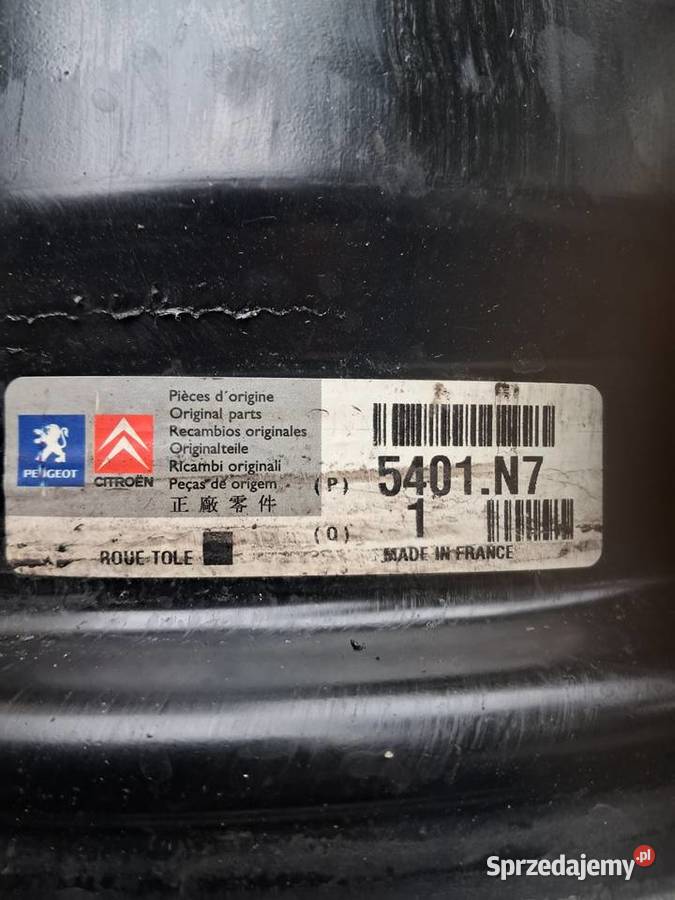 Pièces d'origine
Original parts
Recambios originales
Originalteile
Ricambi originali
Peças de origem
正廠零件
PEUGEOT
CITROËN
(P) 5401.N7
(Q) 1
ROUE TOLE
MADE IN FRANCE
Sprzedajemy.pl